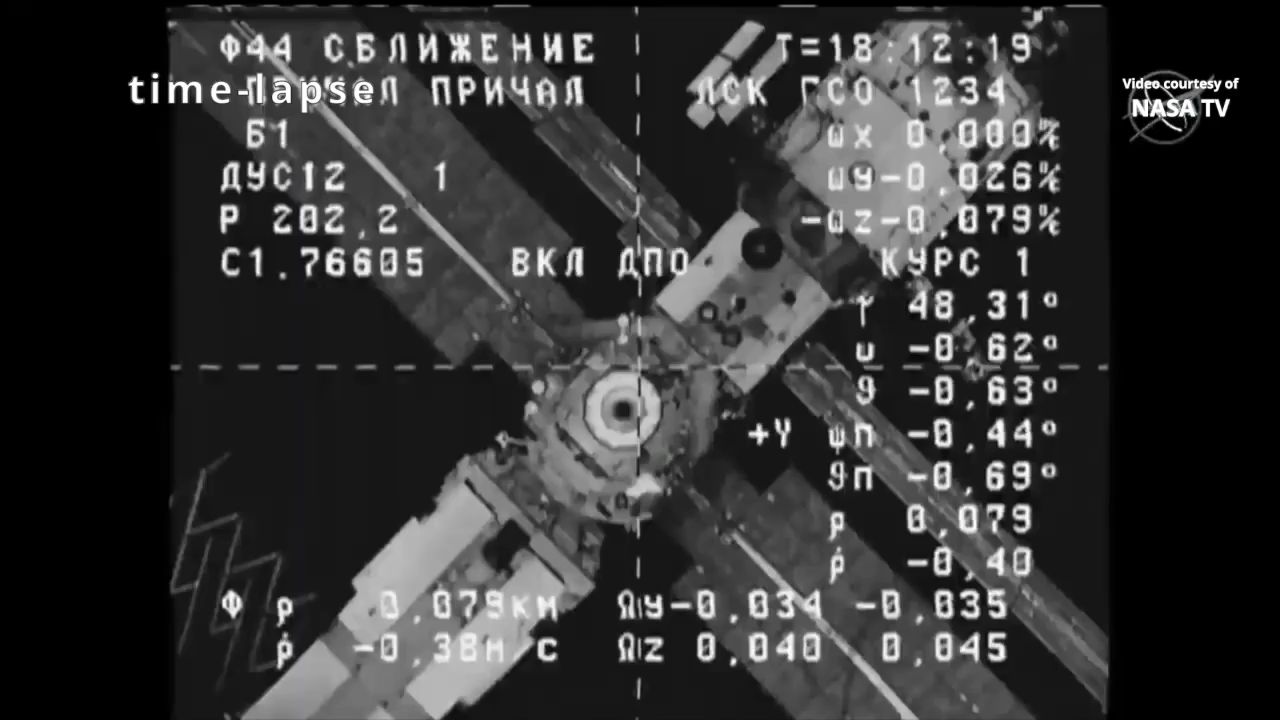 Ф44 СБЛИЖЕНИЕ T=18:12:19
time-lapse
ПРИЧАЛ ЛСК ГСО 1234
Video courtesy of
NASA TV
Б1 ωx 0,000%
ДУС12 1 ωy-0,026%
Р 202,2 -ωz-0,079%
С1.76605 ВКЛ ДПО КУРС 1
γ 48,31°
-0,62°
ϑ -0,63°
+Y ψп -0,44°
ϑп -0,69°
ρ 0,079
ρ̇ -0,40
Ф ρ 0,079км Ωy-0,034 -0,035
ρ̇ -0,38м/с Ωz 0,040 0,045